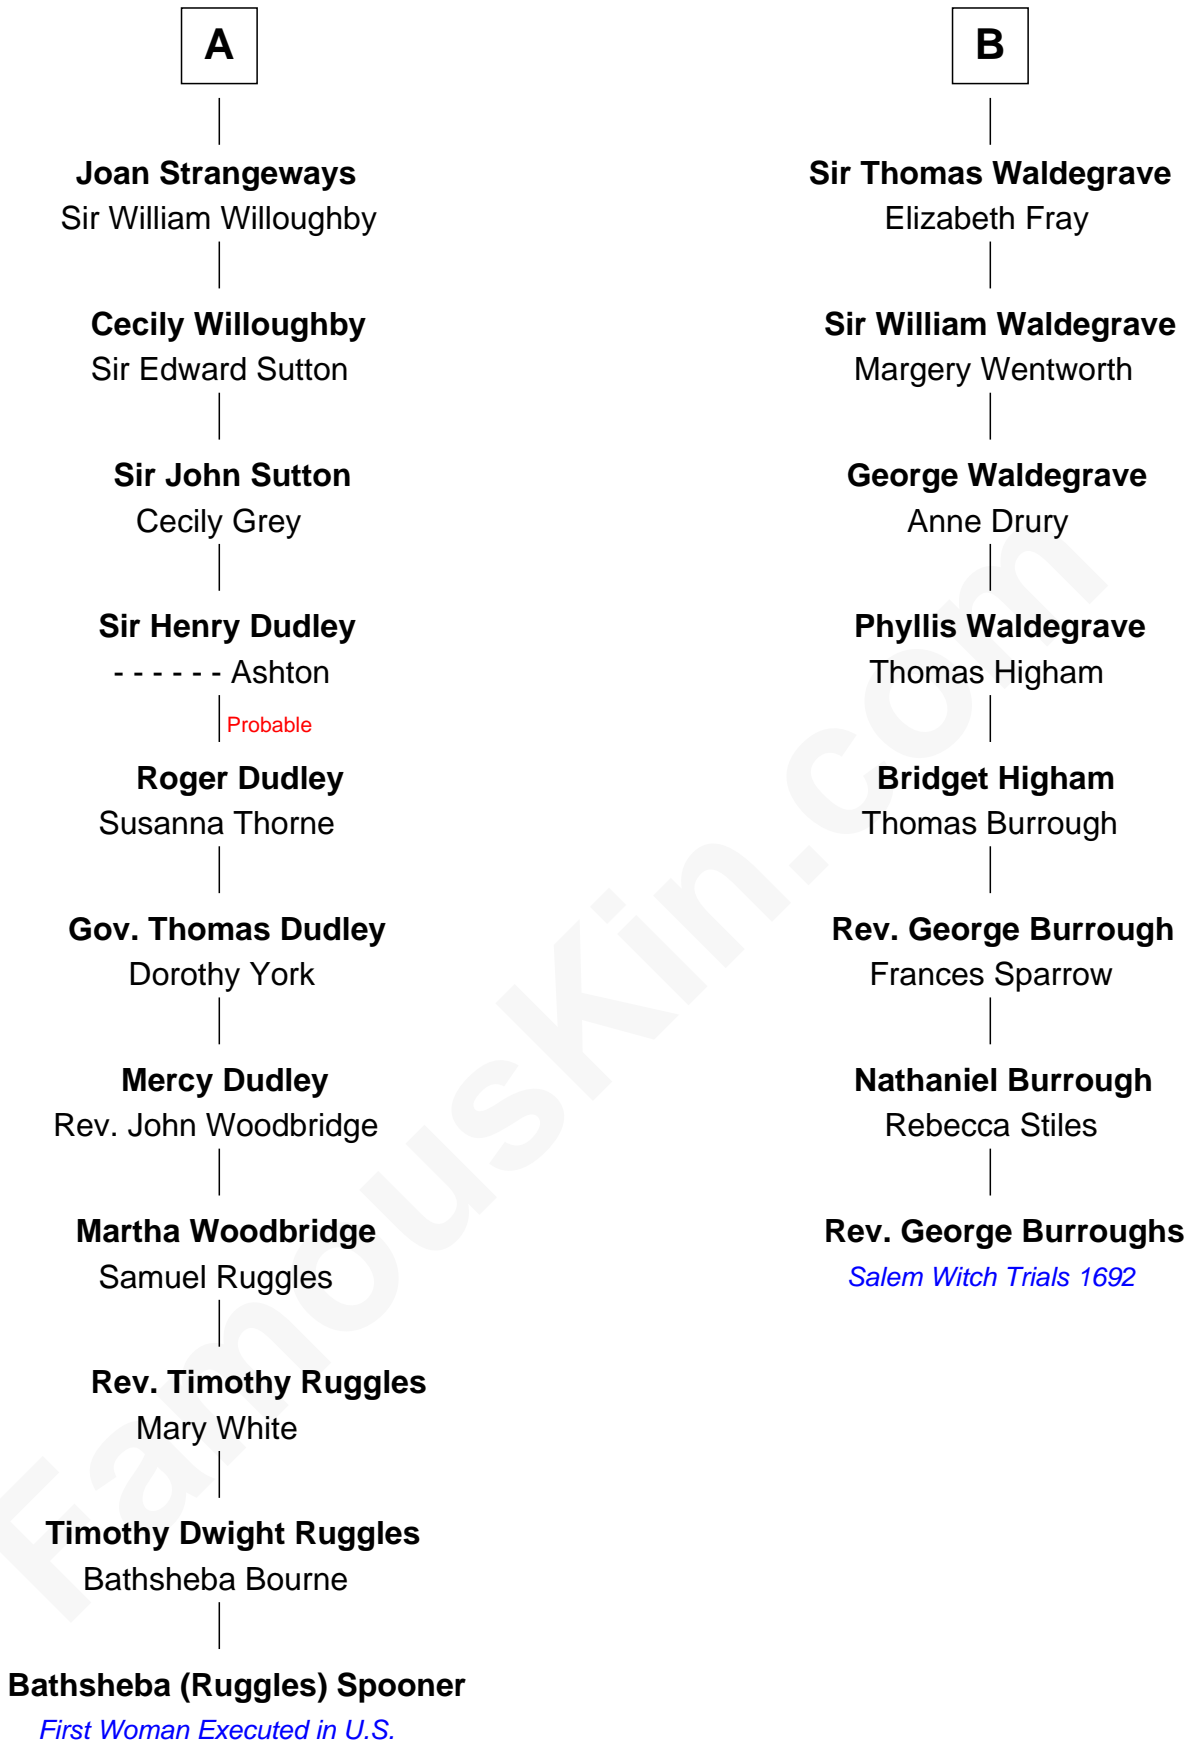 A
Joan Strangeways
Sir William Willoughby
Cecily Willoughby
Sir Edward Sutton
Sir John Sutton
Cecily Grey
Sir Henry Dudley
- - - - - - Ashton
Probable
Roger Dudley
Susanna Thorne
Gov. Thomas Dudley
Dorothy York
Mercy Dudley
Rev. John Woodbridge
Martha Woodbridge
Samuel Ruggles
Rev. Timothy Ruggles
Mary White
Timothy Dwight Ruggles
Bathsheba Bourne
Bathsheba (Ruggles) Spooner
First Woman Executed in U.S.
B
Sir Thomas Waldegrave
Elizabeth Fray
Sir William Waldegrave
Margery Wentworth
George Waldegrave
Anne Drury
Phyllis Waldegrave
Thomas Higham
Bridget Higham
Thomas Burrough
Rev. George Burrough
Frances Sparrow
Nathaniel Burrough
Rebecca Stiles
Rev. George Burroughs
Salem Witch Trials 1692
FamousKin.com